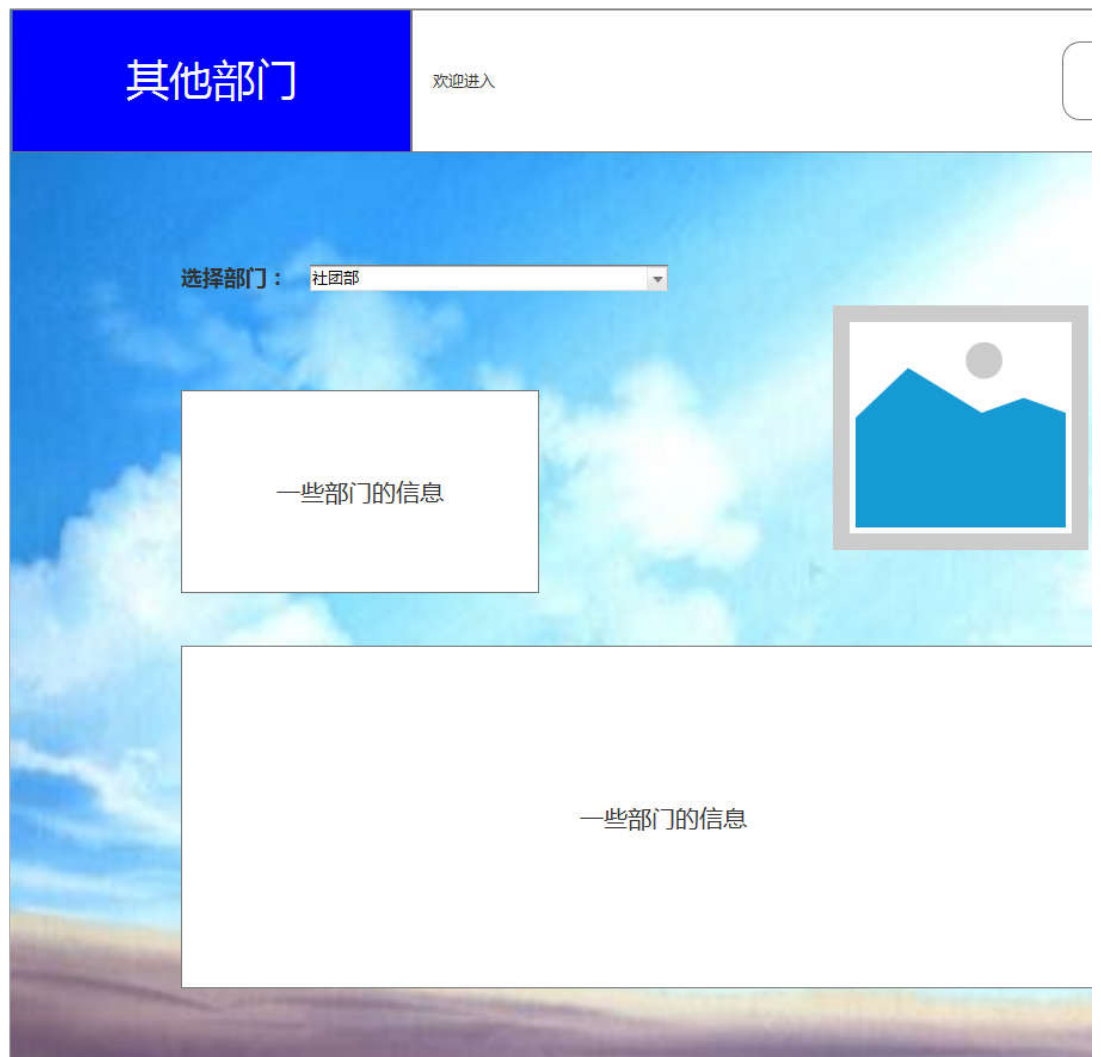 其他部门
欢迎进入
选择部门：
社团部
一些部门的信息
一些部门的信息